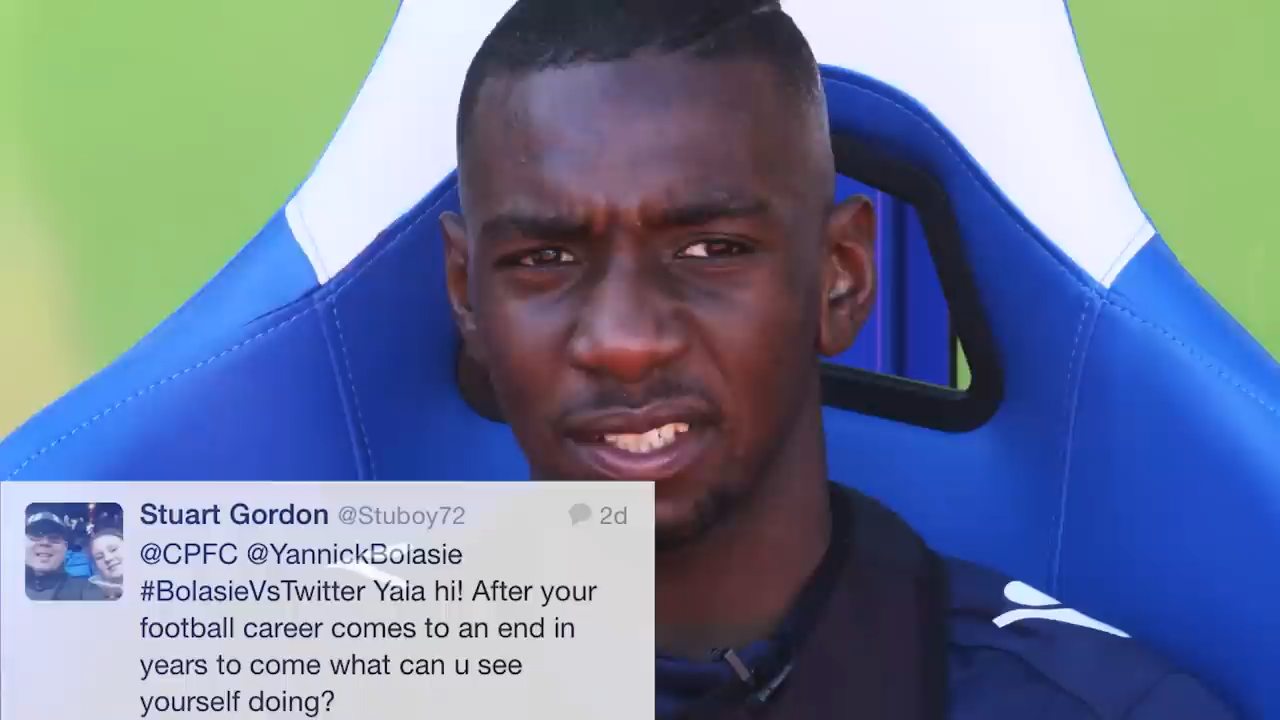 Stuart Gordon @Stuboy72 2d
@CPFC @YannickBolasie
#BolasieVsTwitter Yaia hi! After your
football career comes to an end in
years to come what can u see
yourself doing?